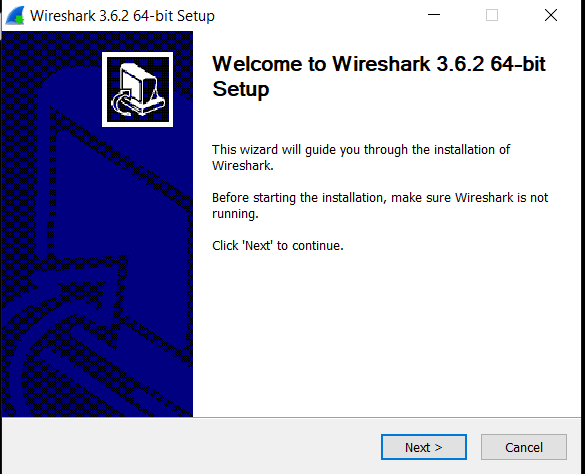 Wireshark 3.6.2 64-bit Setup
Welcome to Wireshark 3.6.2 64-bit
Setup
This wizard will guide you through the installation of
Wireshark.
Before starting the installation, make sure Wireshark is not
running.
Click 'Next' to continue.
Next >
Cancel